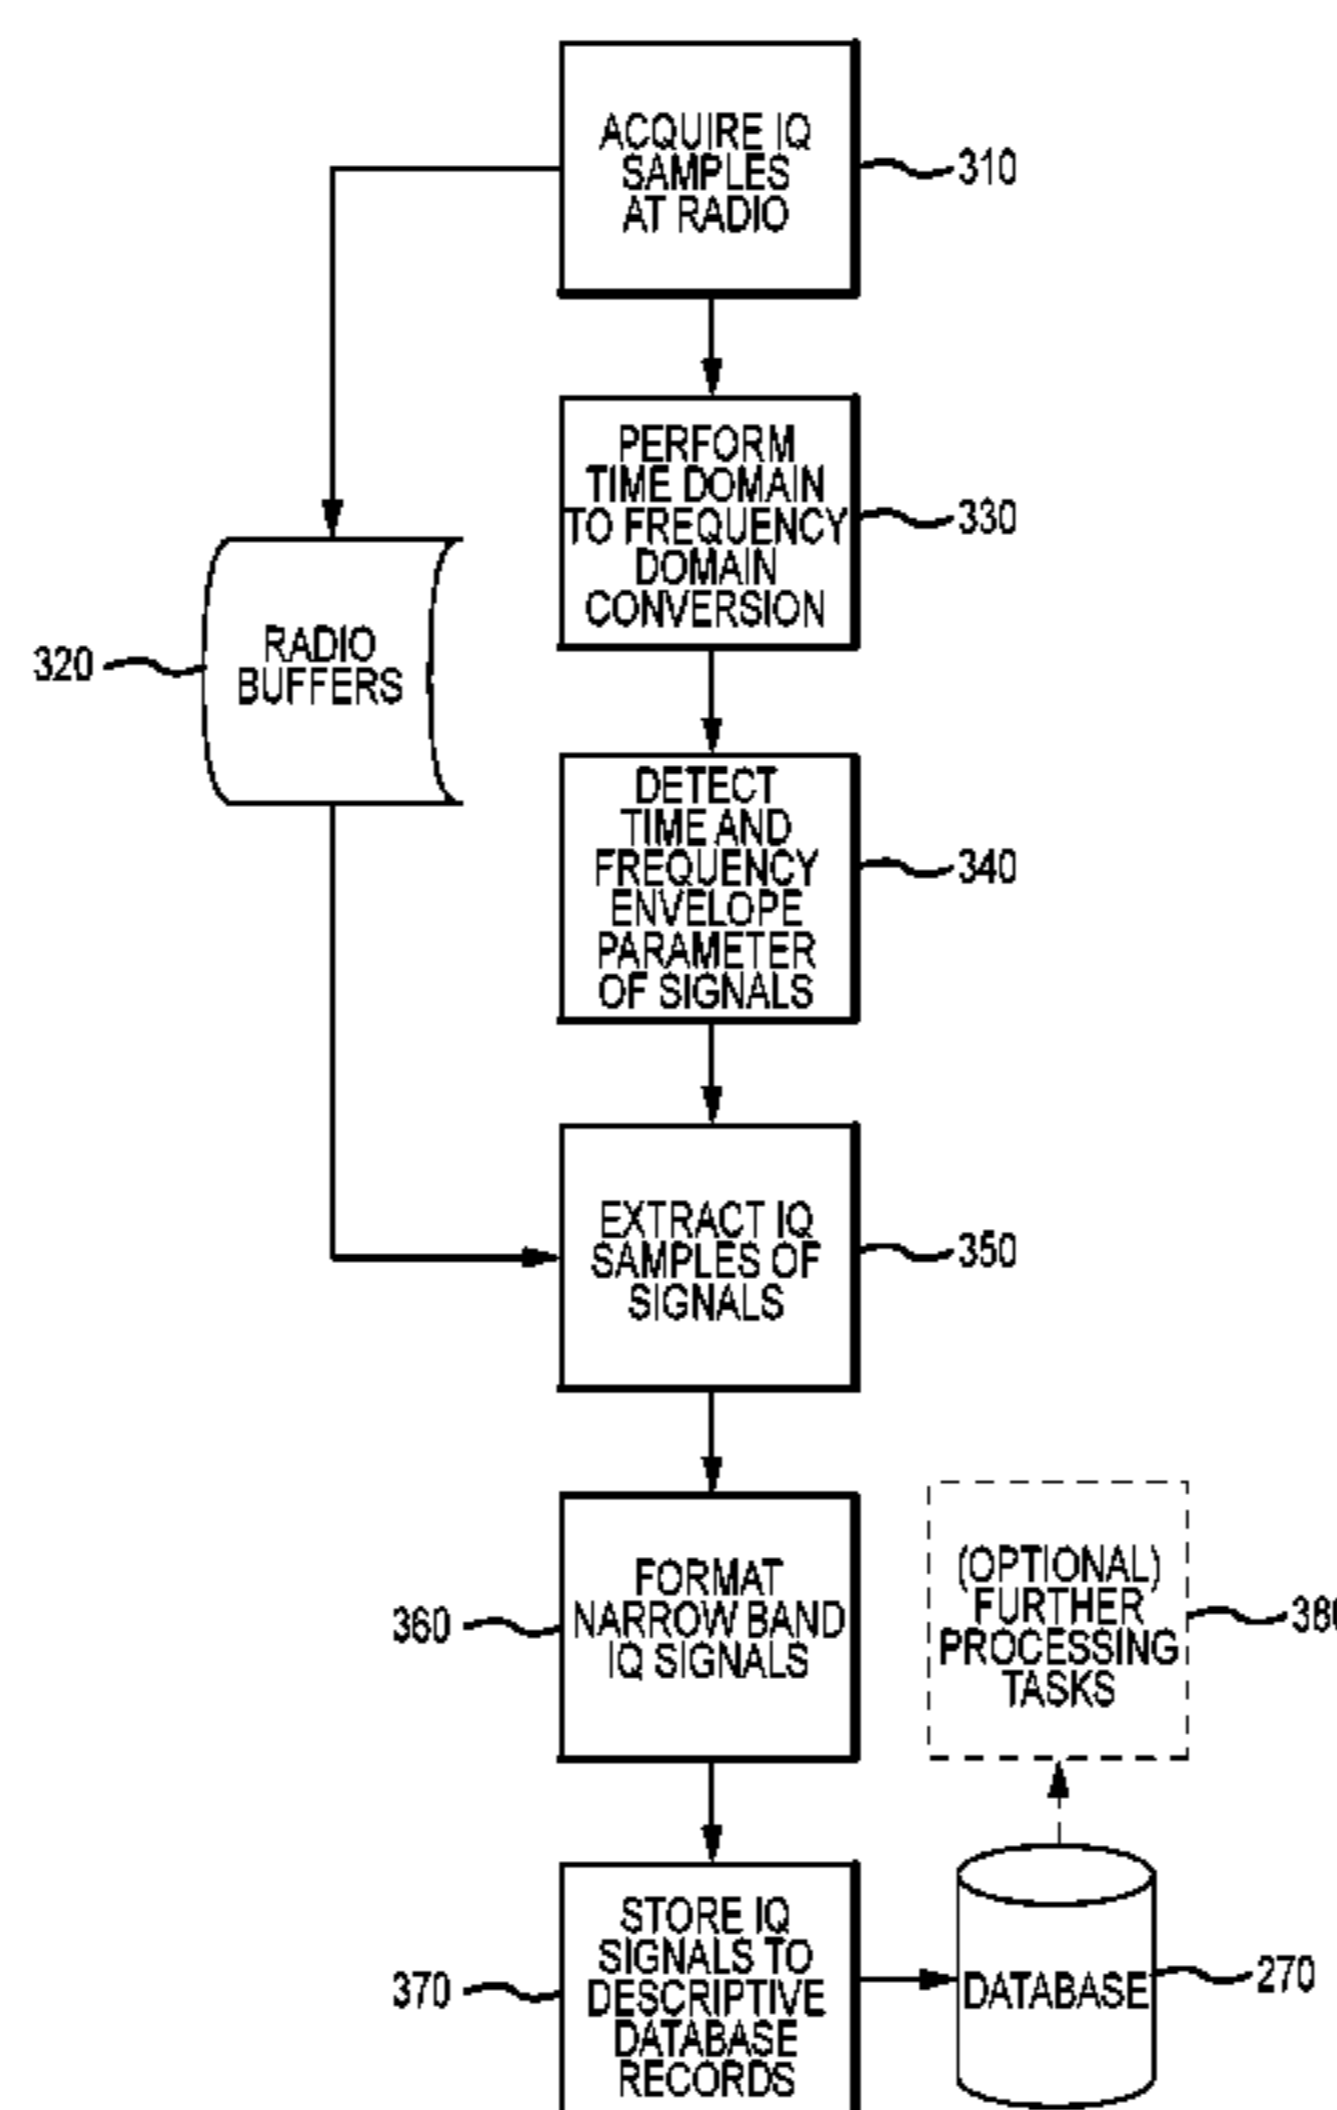 ACQUIRE IQ
SAMPLES
AT RADIO
310
PERFORM
TIME DOMAIN
TO FREQUENCY
DOMAIN
CONVERSION
330
RADIO
BUFFERS
320
DETECT
TIME AND
FREQUENCY
ENVELOPE
PARAMETER
OF SIGNALS
340
EXTRACT IQ
SAMPLES OF
SIGNALS
350
FORMAT
NARROW BAND
IQ SIGNALS
360
(OPTIONAL)
FURTHER
PROCESSING
TASKS
STORE IQ
SIGNALS TO
DESCRIPTIVE
DATABASE
RECORDS
370
DATABASE
270